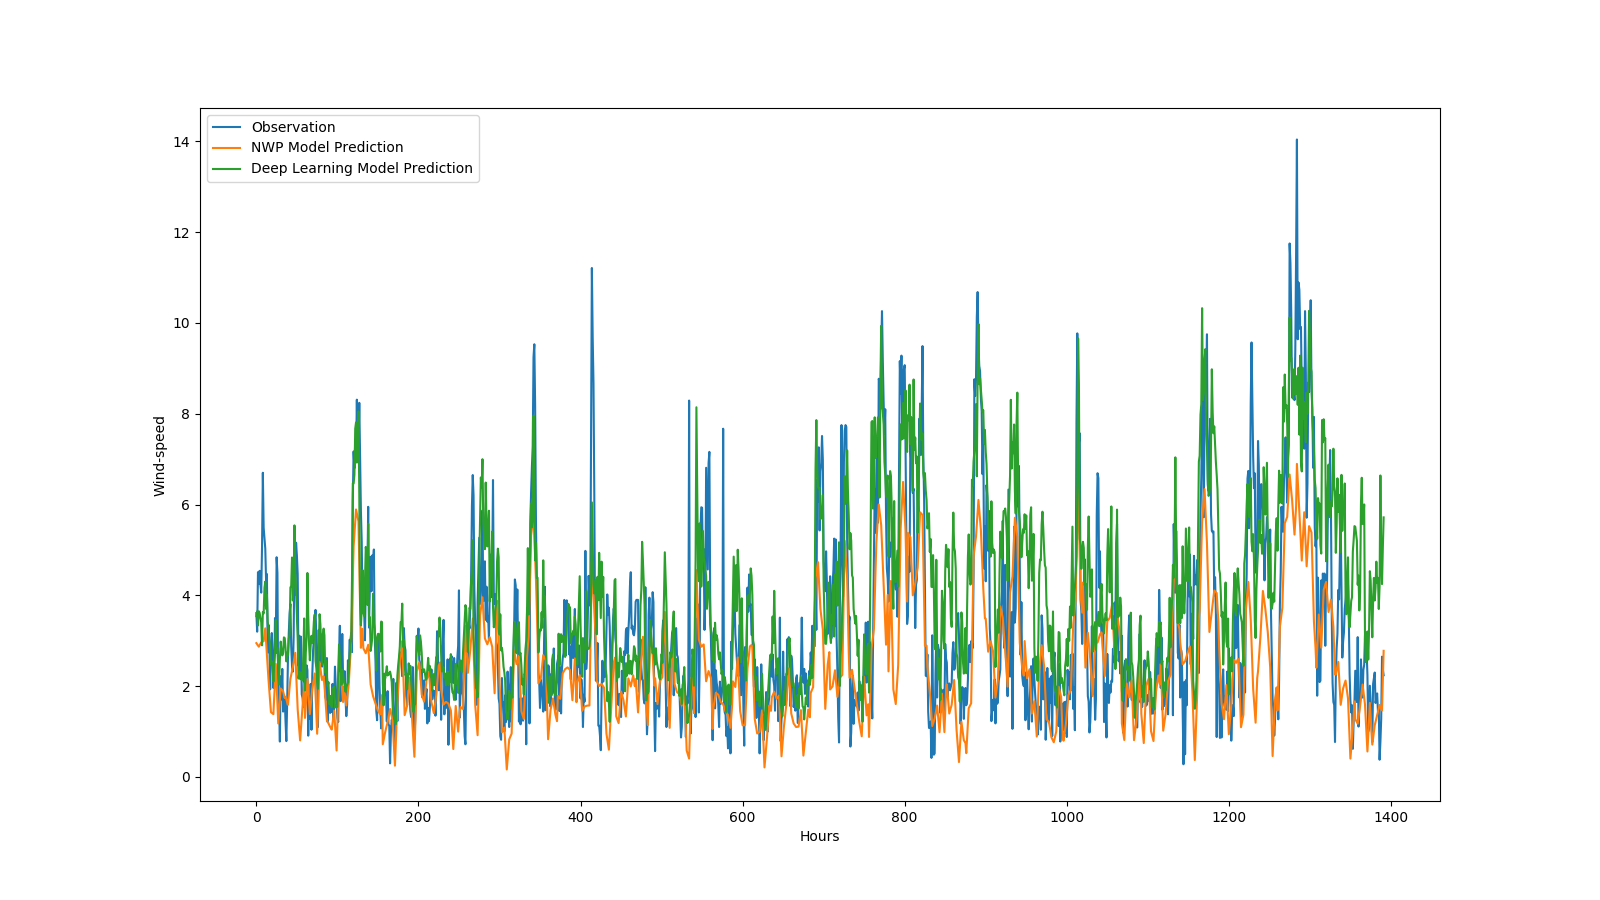 Observation
NWP Model Prediction
Deep Learning Model Prediction
14
12
10
8
6
4
2
0
Wind-speed
0 200 400 600 800 1000 1200 1400
Hours